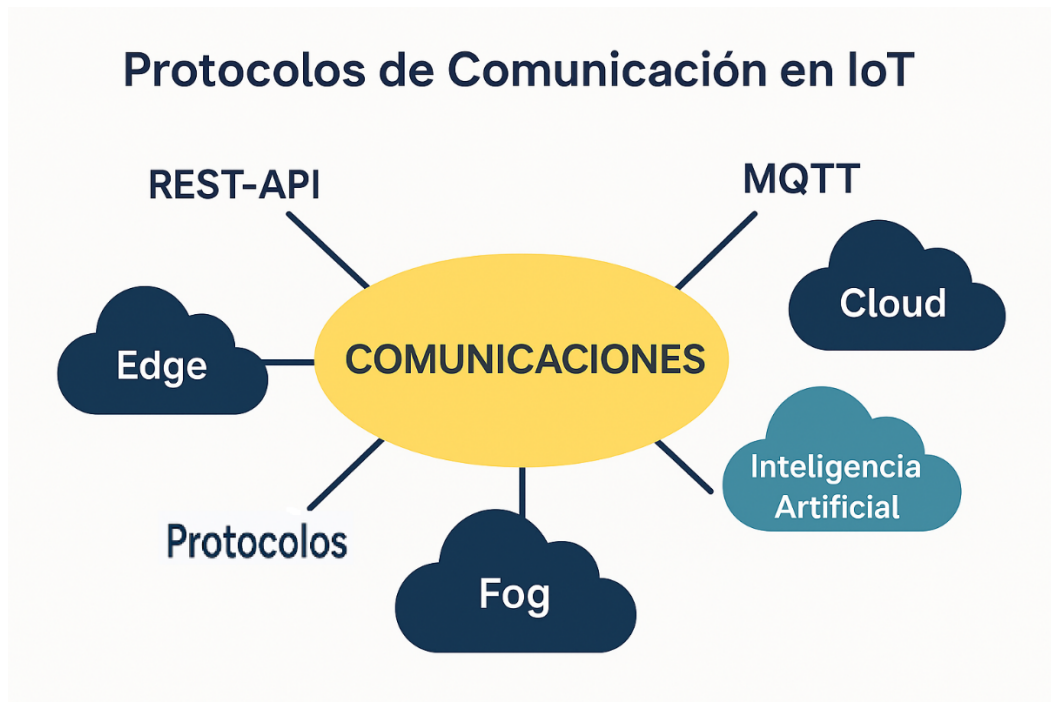 Protocolos de Comunicación en IoT
REST-API
MQTT
Cloud
Edge
COMUNICACIONES
Inteligencia
Artificial
Protocolos
Fog